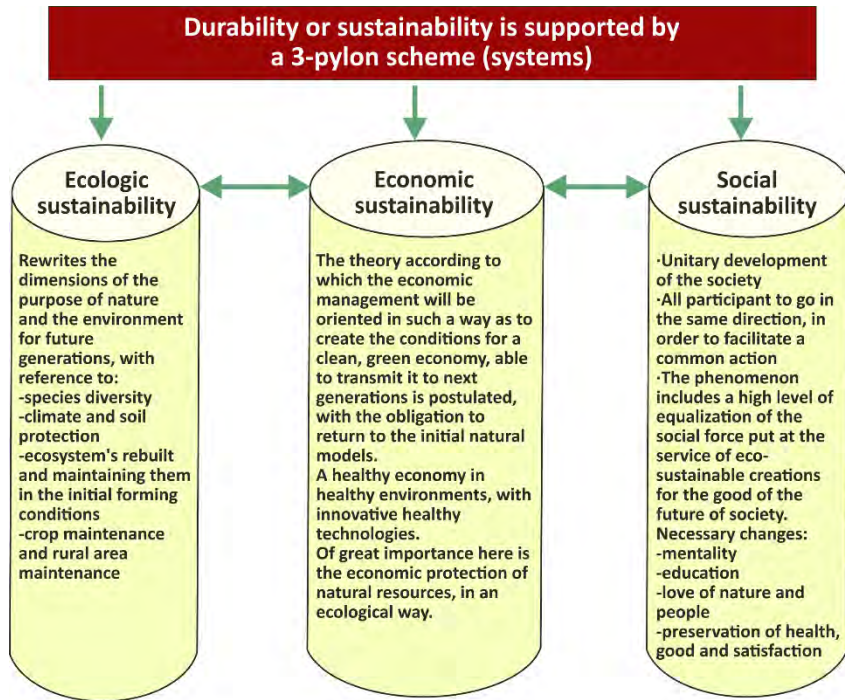 Durability or sustainability is supported by
a 3-pylon scheme (systems)
Ecologic
sustainability
Rewrites the
dimensions of the
purpose of nature
and the environment
for future
generations, with
reference to:
-species diversity
-climate and soil
protection
-ecosystem's rebuilt
and maintaining them
in the initial forming
conditions
-crop maintenance
and rural area
maintenance
Economic
sustainability
The theory according to
which the economic
management will be
oriented in such a way as to
create the conditions for a
clean, green economy, able
to transmit it to next
generations is postulated,
with the obligation to
return to the initial natural
models.
A healthy economy in
healthy environments, with
innovative healthy
technologies.
Of great importance here is
the economic protection of
natural resources, in an
ecological way.
Social
sustainability
·Unitary development
of the society
·All participant to go in
the same direction, in
order to facilitate a
common action
·The phenomenon
includes a high level of
equalization of the
social force put at the
service of eco-
sustainable creations
for the good of the
future of society.
Necessary changes:
-mentality
-education
-love of nature and
people
-preservation of health,
good and satisfaction